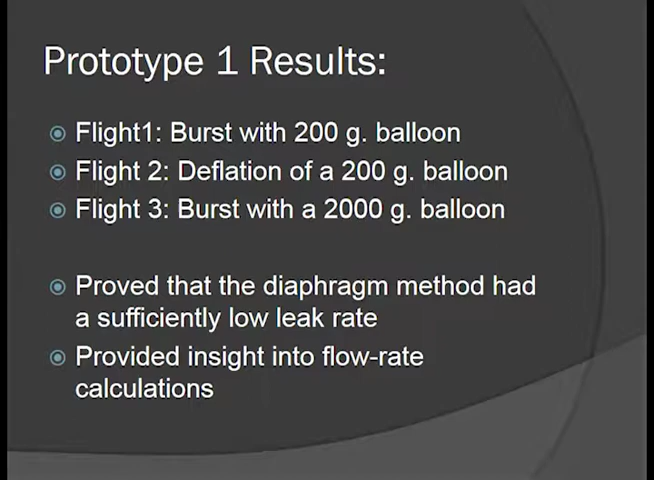 Prototype 1 Results:
Flight1: Burst with 200 g. balloon
Flight 2: Deflation of a 200 g. balloon
Flight 3: Burst with a 2000 g. balloon
Proved that the diaphragm method had
a sufficiently low leak rate
Provided insight into flow-rate
calculations